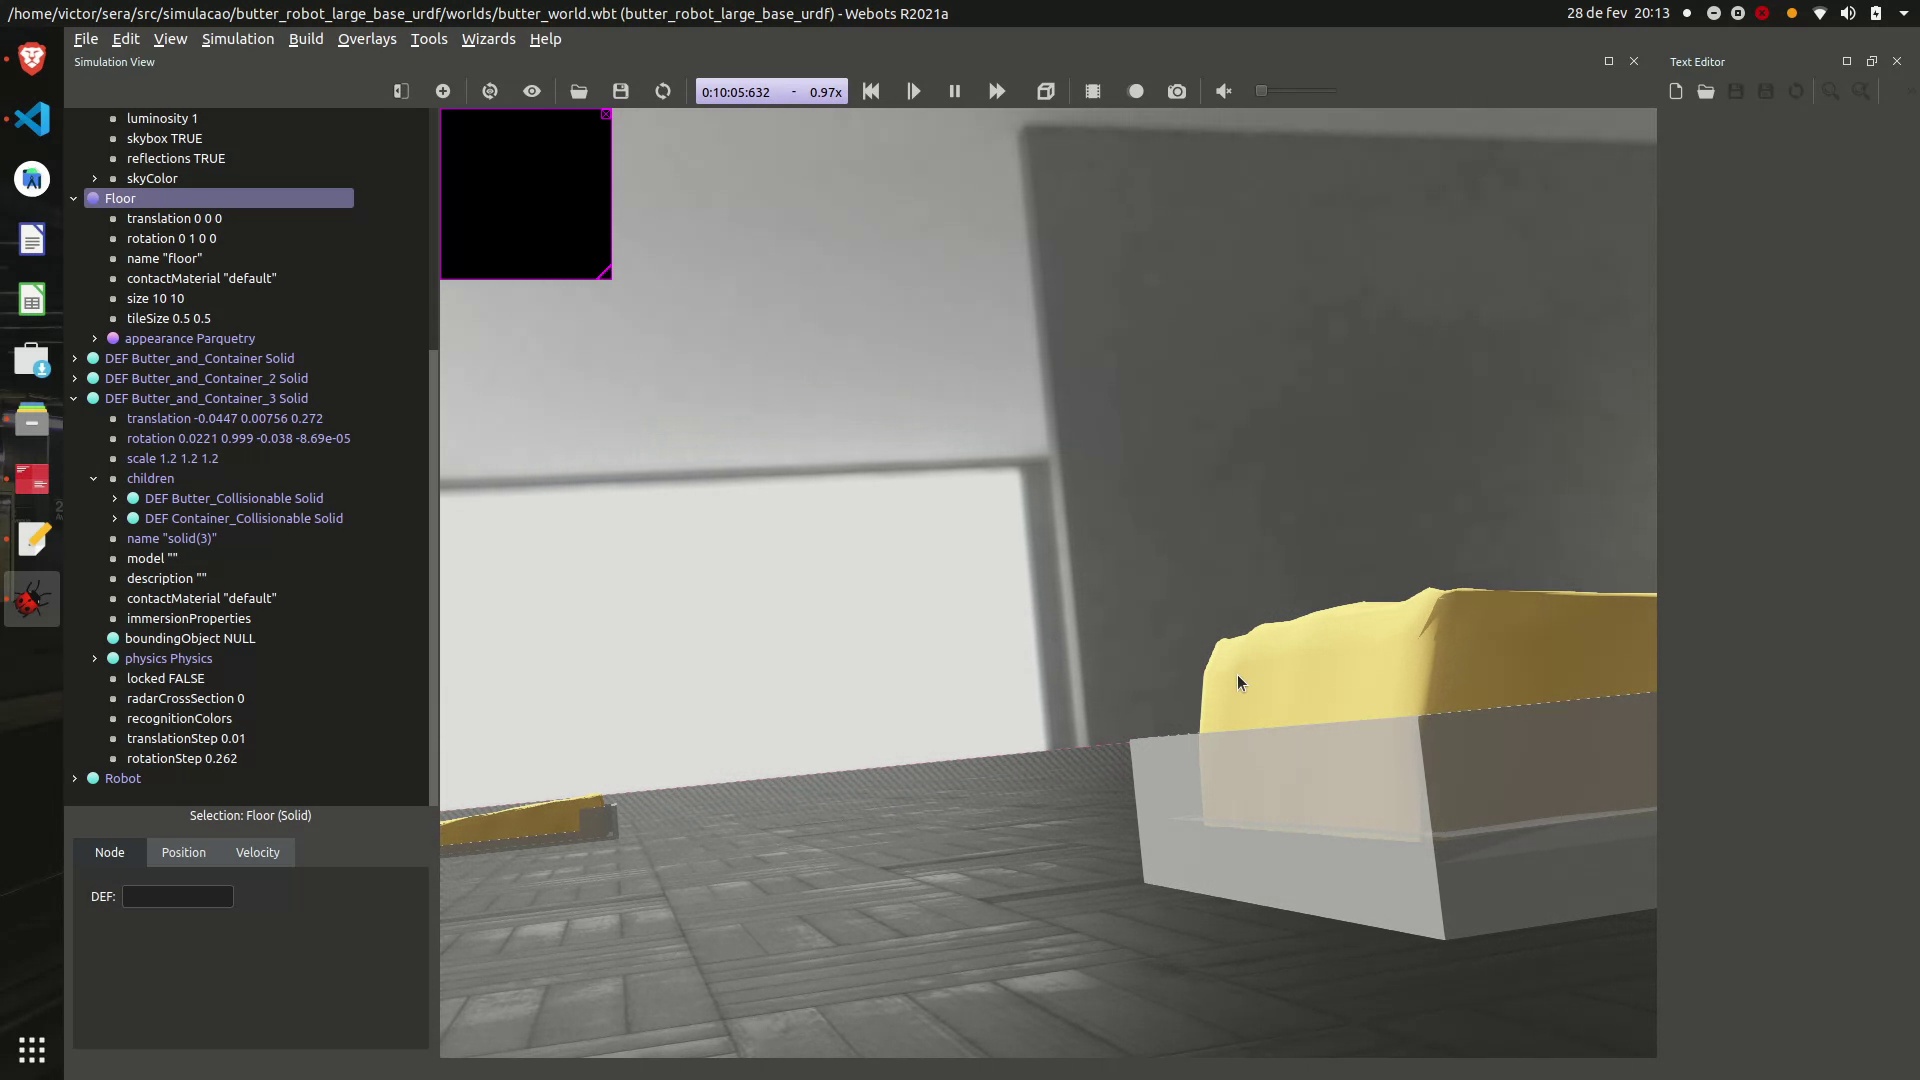 /home/victor/sera/src/simulacao/butter_robot_large_base_urdf/worlds/butter_world.wbt (butter_robot_large_base_urdf) - Webots R2021a
28 de fev 20:13
File Edit View Simulation Build Overlays Tools Wizards Help
Simulation View
Text Editor
0:10:05:632 - 0.97x
luminosity 1
skybox TRUE
reflections TRUE
skyColor
Floor
translation 0 0 0
rotation 0 1 0 0
name "floor"
contactMaterial "default"
size 10 10
tileSize 0.5 0.5
appearance Parquetry
DEF Butter_and_Container Solid
DEF Butter_and_Container_2 Solid
DEF Butter_and_Container_3 Solid
translation -0.0447 0.00756 0.272
rotation 0.0221 0.999 -0.038 -8.69e-05
scale 1.2 1.2 1.2
children
DEF Butter_Collisionable Solid
DEF Container_Collisionable Solid
name "solid(3)"
model ""
description ""
contactMaterial "default"
immersionProperties
boundingObject NULL
physics Physics
locked FALSE
radarCrossSection 0
recognitionColors
translationStep 0.01
rotationStep 0.262
Robot
Selection: Floor (Solid)
Node Position Velocity
DEF: